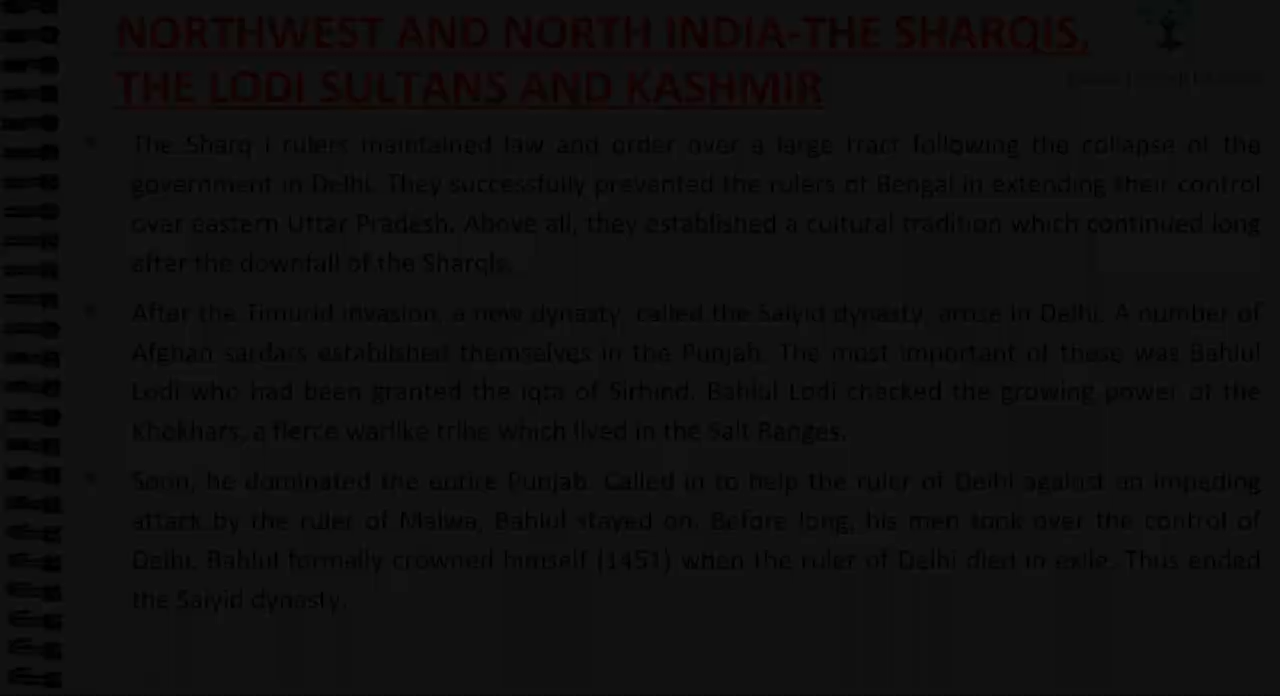 NORTHWEST AND NORTH INDIA-THE SHARQIS,
THE LODI SULTANS AND KASHMIR
The Sharq i rulers maintained law and order over a large tract following the collapse of the
government in Delhi. They successfully prevented the rulers of Bengal in extending their control
over eastern Uttar Pradesh. Above all, they established a cultural tradition which continued long
after the downfall of the Sharqis.
After the Timurid invasion, a new dynasty, called the Saiyid dynasty, arose in Delhi. A number of
Afghan sardars established themselves in the Punjab. The most important of these was Bahlul
Lodi who had been granted the iqta of Sirhind. Bahlul Lodi checked the growing power of the
Khokhars, a fierce warlike tribe which lived in the Salt Ranges.
Soon, he dominated the entire Punjab. Called in to help the ruler of Delhi against an impeding
attack by the ruler of Malwa, Bahlul stayed on. Before long, his men took over the control of
Delhi. Bahlul formally crowned himself (1451) when the ruler of Delhi died in exile. Thus ended
the Saiyid dynasty.